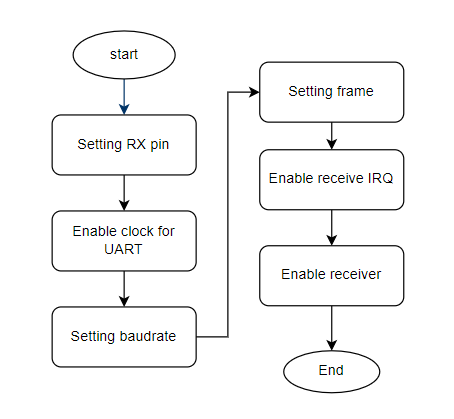 start
Setting RX pin
Enable clock for
UART
Setting baudrate
Setting frame
Enable receive IRQ
Enable receiver
End